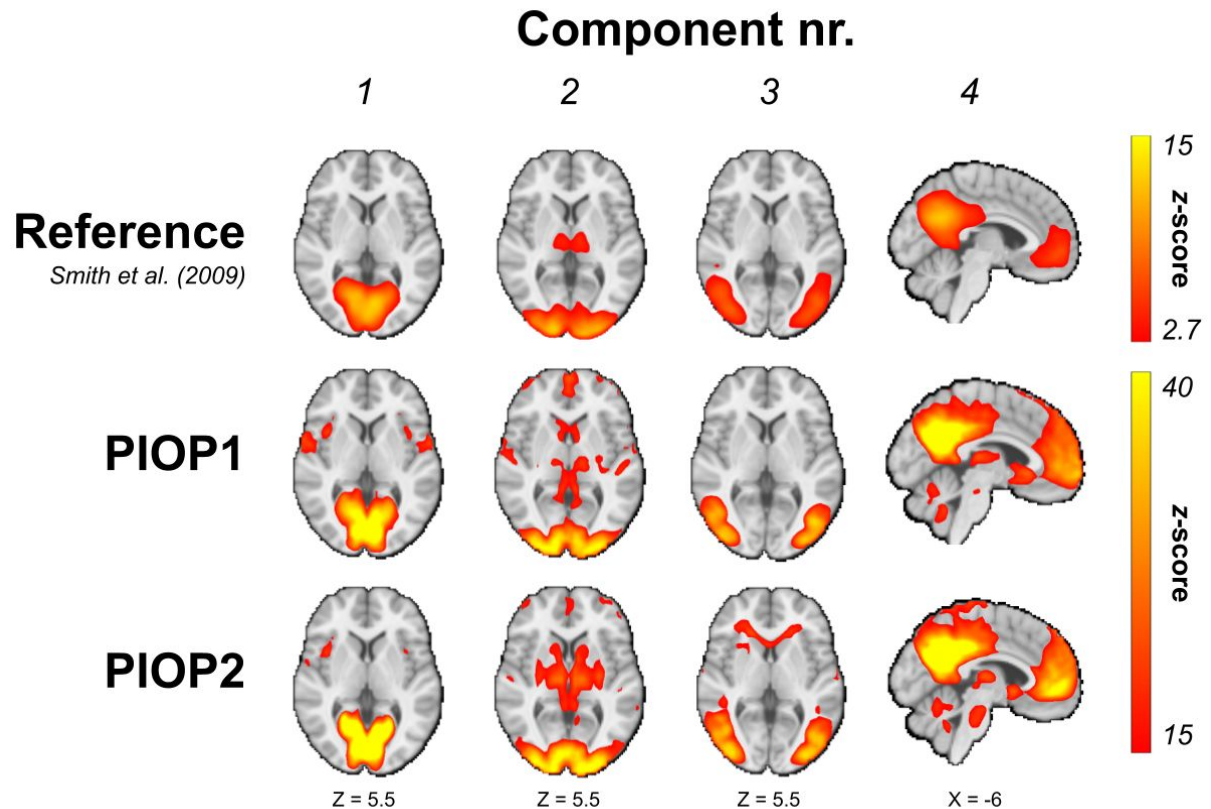 Component nr.
1 2 3 4
Reference
Smith et al. (2009)
15
z-score
2.7
PIOP1
40
z-score
15
PIOP2
Z = 5.5 Z = 5.5 Z = 5.5 X = -6